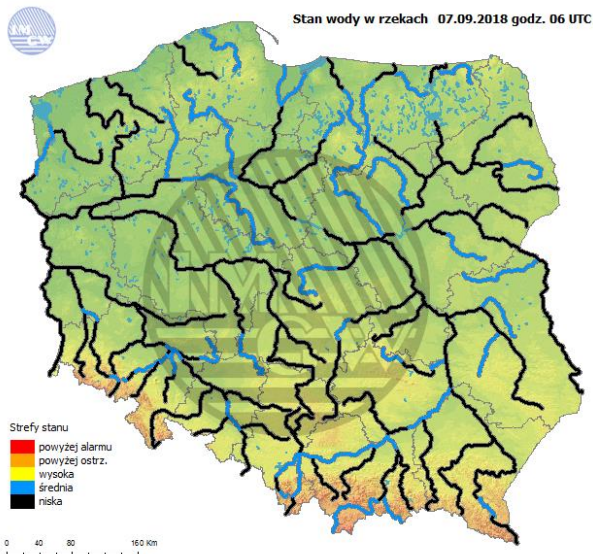 Stan wody w rzekach 07.09.2018 godz. 06 UTC
Strefy stanu
powyżej alarmu
powyżej ostrz.
wysoka
średnia
niska
0 40 80 160 Km